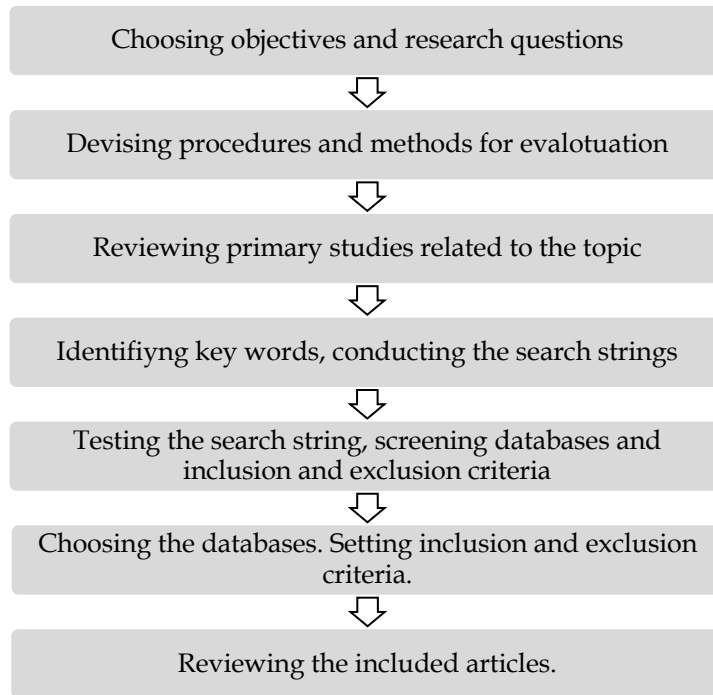 Choosing objectives and research questions
Devising procedures and methods for evalotuation
Reviewing primary studies related to the topic
Identifiyng key words, conducting the search strings
Testing the search string, screening databases and
inclusion and exclusion criteria
Choosing the databases. Setting inclusion and exclusion
criteria.
Reviewing the included articles.